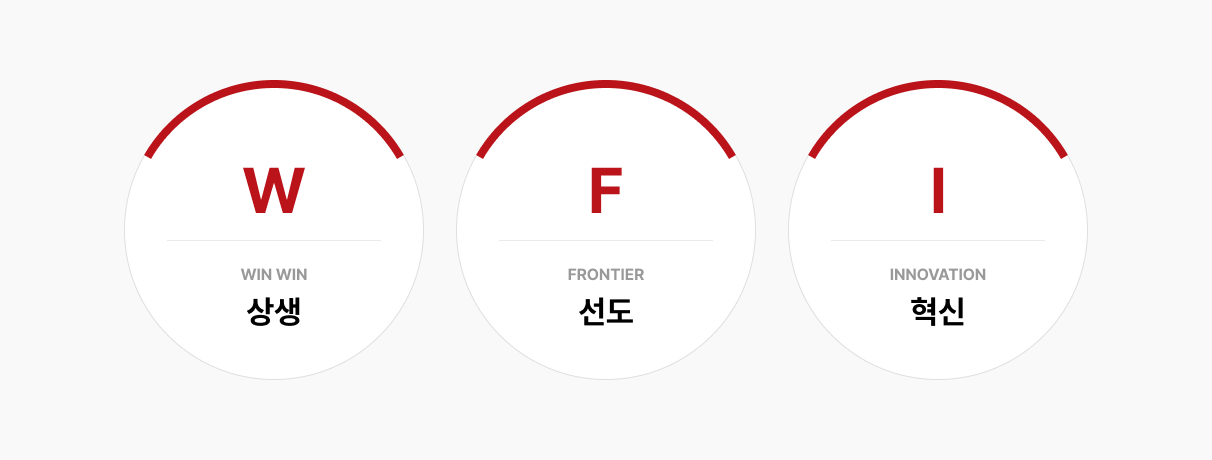 W
WIN WIN
상생
F
FRONTIER
선도
I
INNOVATION
혁신